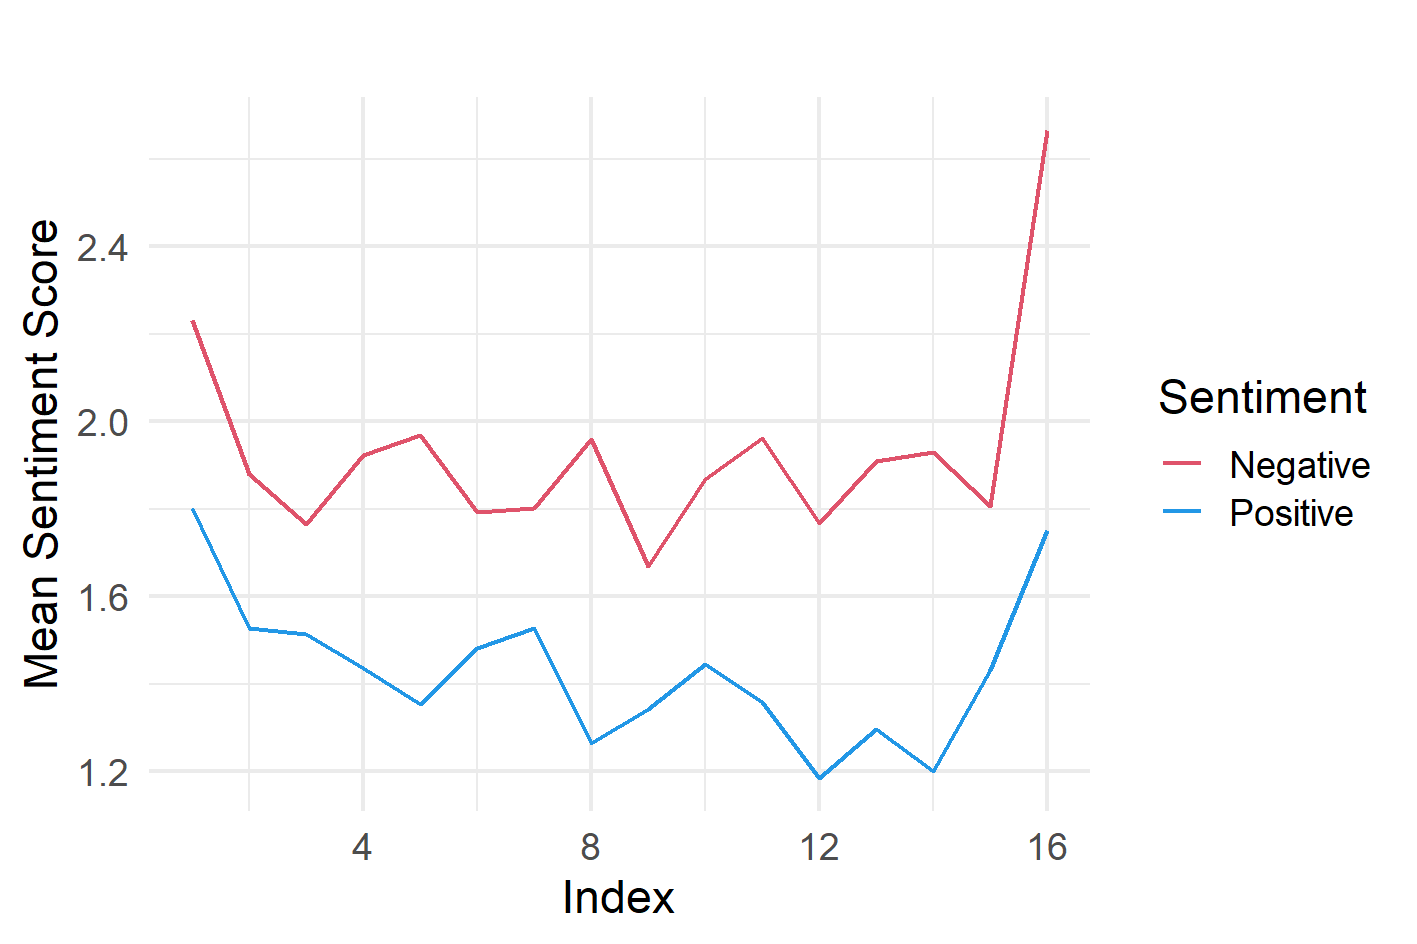 Mean Sentiment Score
2.4
2.0
1.6
1.2
4
8
12
16
Index
Sentiment
Negative
Positive